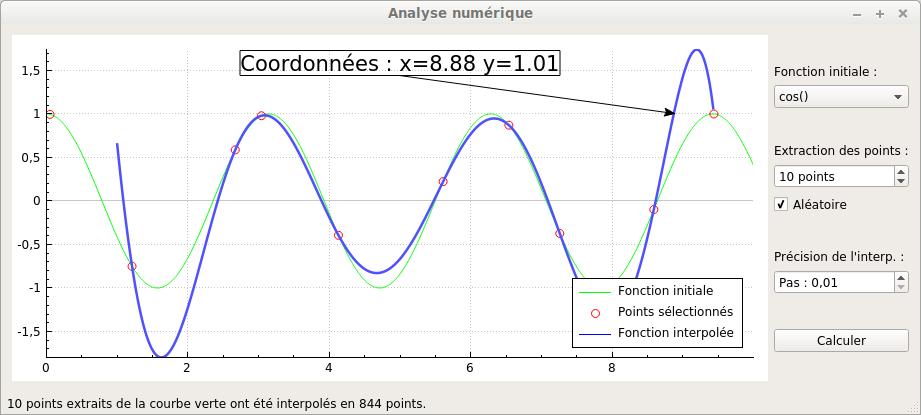 Analyse numérique
Coordonnées : x=8.88 y=1.01
1,5
1
0,5
0
-0,5
-1
-1,5
0
2
4
6
8
Fonction initiale
Points sélectionnés
Fonction interpolée
Fonction initiale :
cos()
Extraction des points :
10 points
Aléatoire
Précision de l'interp. :
Pas : 0,01
Calculer
10 points extraits de la courbe verte ont été interpolés en 844 points.